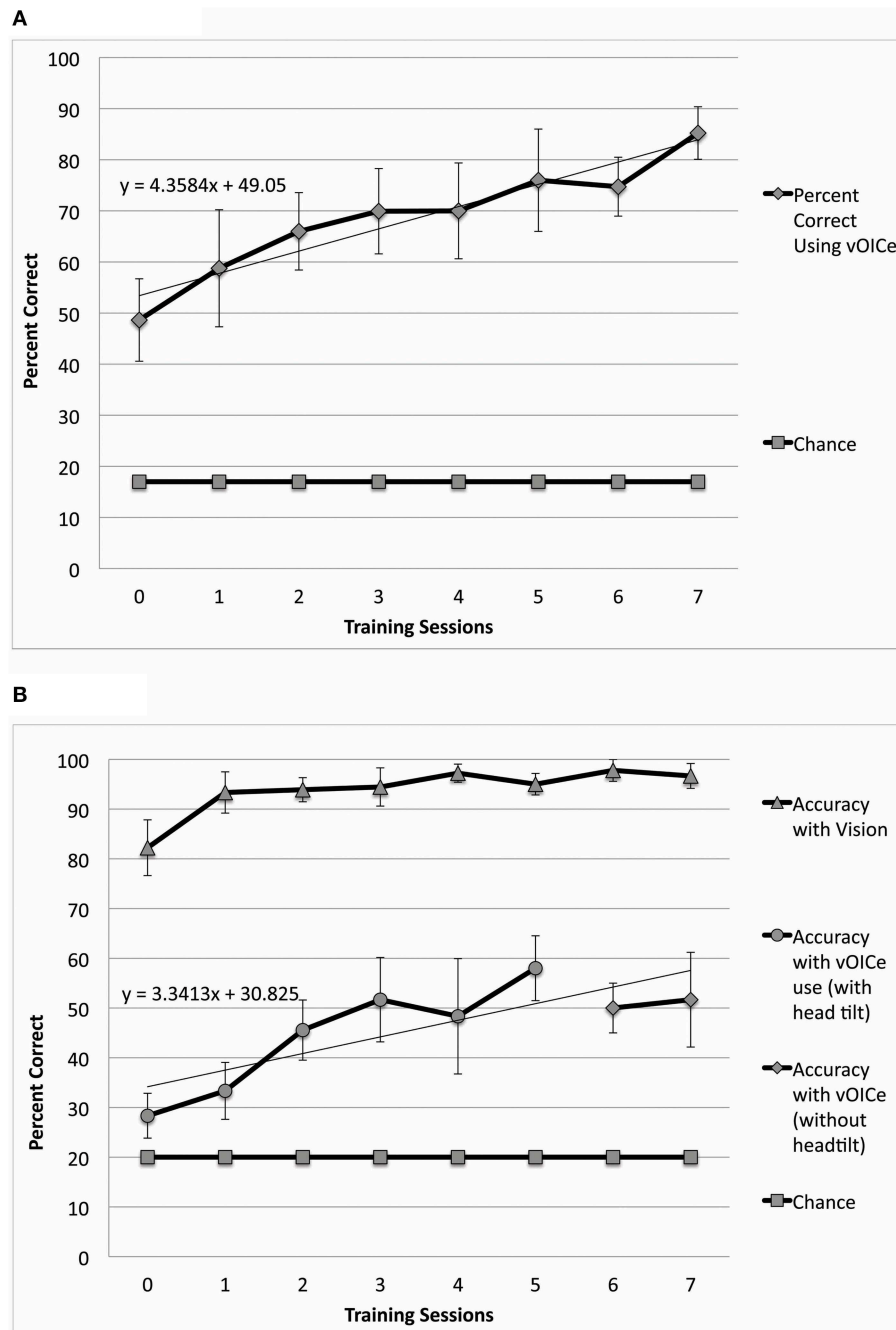 A
100
90
80
70
60
50
40
30
20
10
0
Percent Correct
y = 4.3584x + 49.05
0 1 2 3 4 5 6 7
Training Sessions
Percent
Correct
Using vOICe
Chance
B
100
90
80
70
60
50
40
30
20
10
0
Percent Correct
y = 3.3413x + 30.825
0 1 2 3 4 5 6 7
Training Sessions
Accuracy
with Vision
Accuracy
with vOICe
use (with
head tilt)
Accuracy
with vOICe
(without
headtilt)
Chance